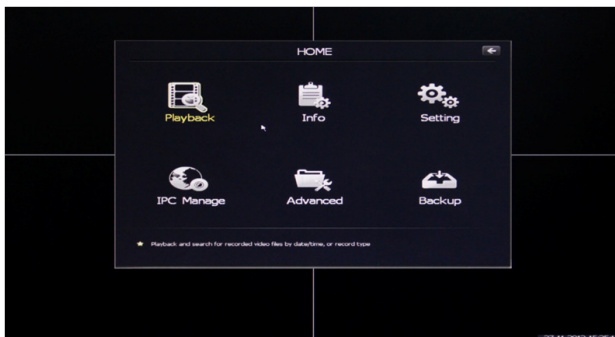 HOME
Playback Info Setting
IPC Manage Advanced Backup
Playback and search for recorded video files by date/time, or record type